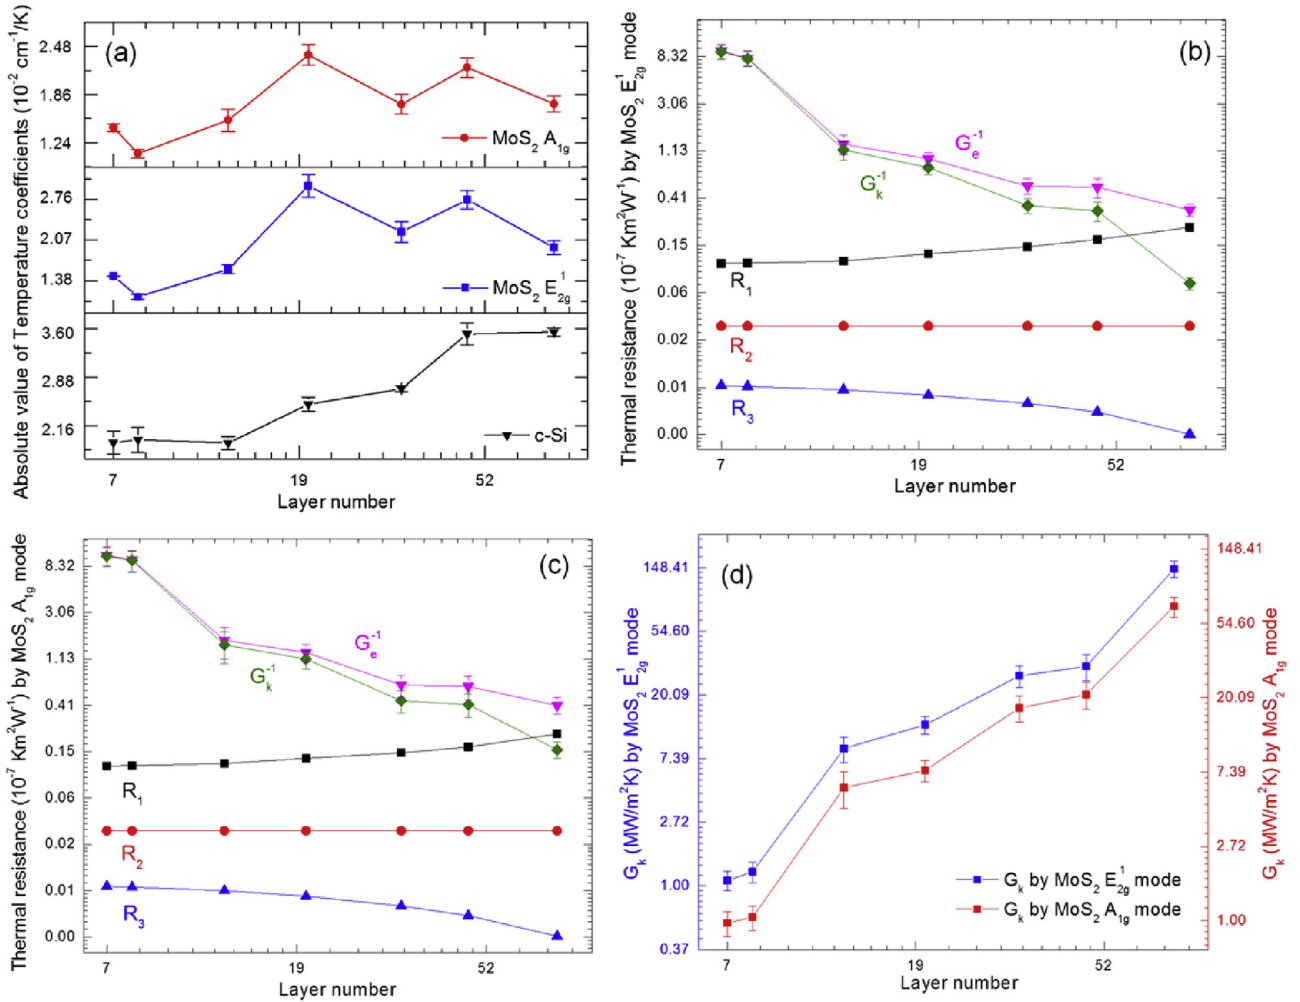 (a)
Absolute value of Temperature coefficients (10⁻² cm⁻¹/K)
2.48
1.86
1.24
MoS₂ A₁g
2.76
2.07
1.38
MoS₂ E¹₂g
3.60
2.88
2.16
c-Si
7 19 52
Layer number
(b)
Thermal resistance (10⁻⁷ Km²W⁻¹) by MoS₂ E¹₂g mode
8.32
3.06
1.13
0.41
0.15
0.06
0.02
0.01
0.00
Gₑ⁻¹
Gₖ⁻¹
R₁
R₂
R₃
7 19 52
Layer number
(c)
Thermal resistance (10⁻⁷ Km²W⁻¹) by MoS₂ A₁g mode
8.32
3.06
1.13
0.41
0.15
0.06
0.02
0.01
0.00
Gₑ⁻¹
Gₖ⁻¹
R₁
R₂
R₃
7 19 52
Layer number
(d)
Gₖ (MW/m²K) by MoS₂ E¹₂g mode
148.41
54.60
20.09
7.39
2.72
1.00
0.37
Gₖ by MoS₂ E¹₂g mode
Gₖ by MoS₂ A₁g mode
148.41
54.60
20.09
7.39
2.72
1.00
Gₖ (MW/m²K) by MoS₂ A₁g mode
7 19 52
Layer number